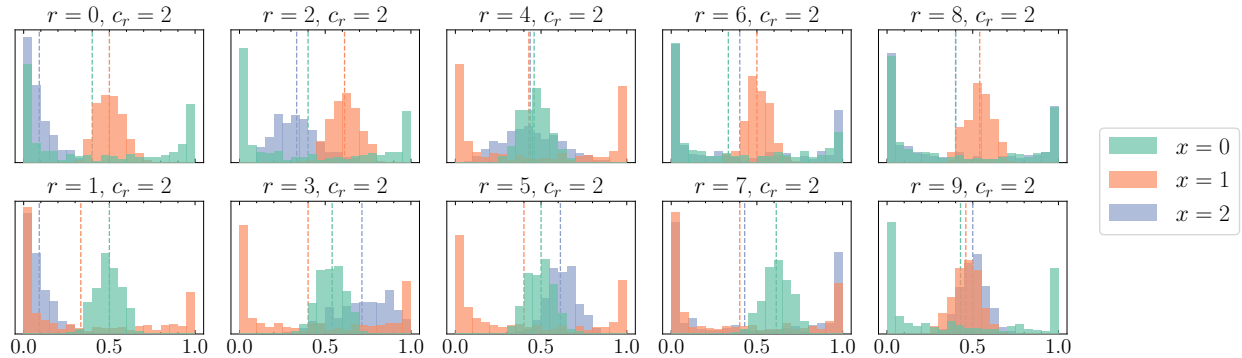 r = 0, c_r = 2
r = 2, c_r = 2
r = 4, c_r = 2
r = 6, c_r = 2
r = 8, c_r = 2
r = 1, c_r = 2
r = 3, c_r = 2
r = 5, c_r = 2
r = 7, c_r = 2
r = 9, c_r = 2
x = 0
x = 1
x = 2
0.0 0.5 1.0
0.0 0.5 1.0
0.0 0.5 1.0
0.0 0.5 1.0
0.0 0.5 1.0